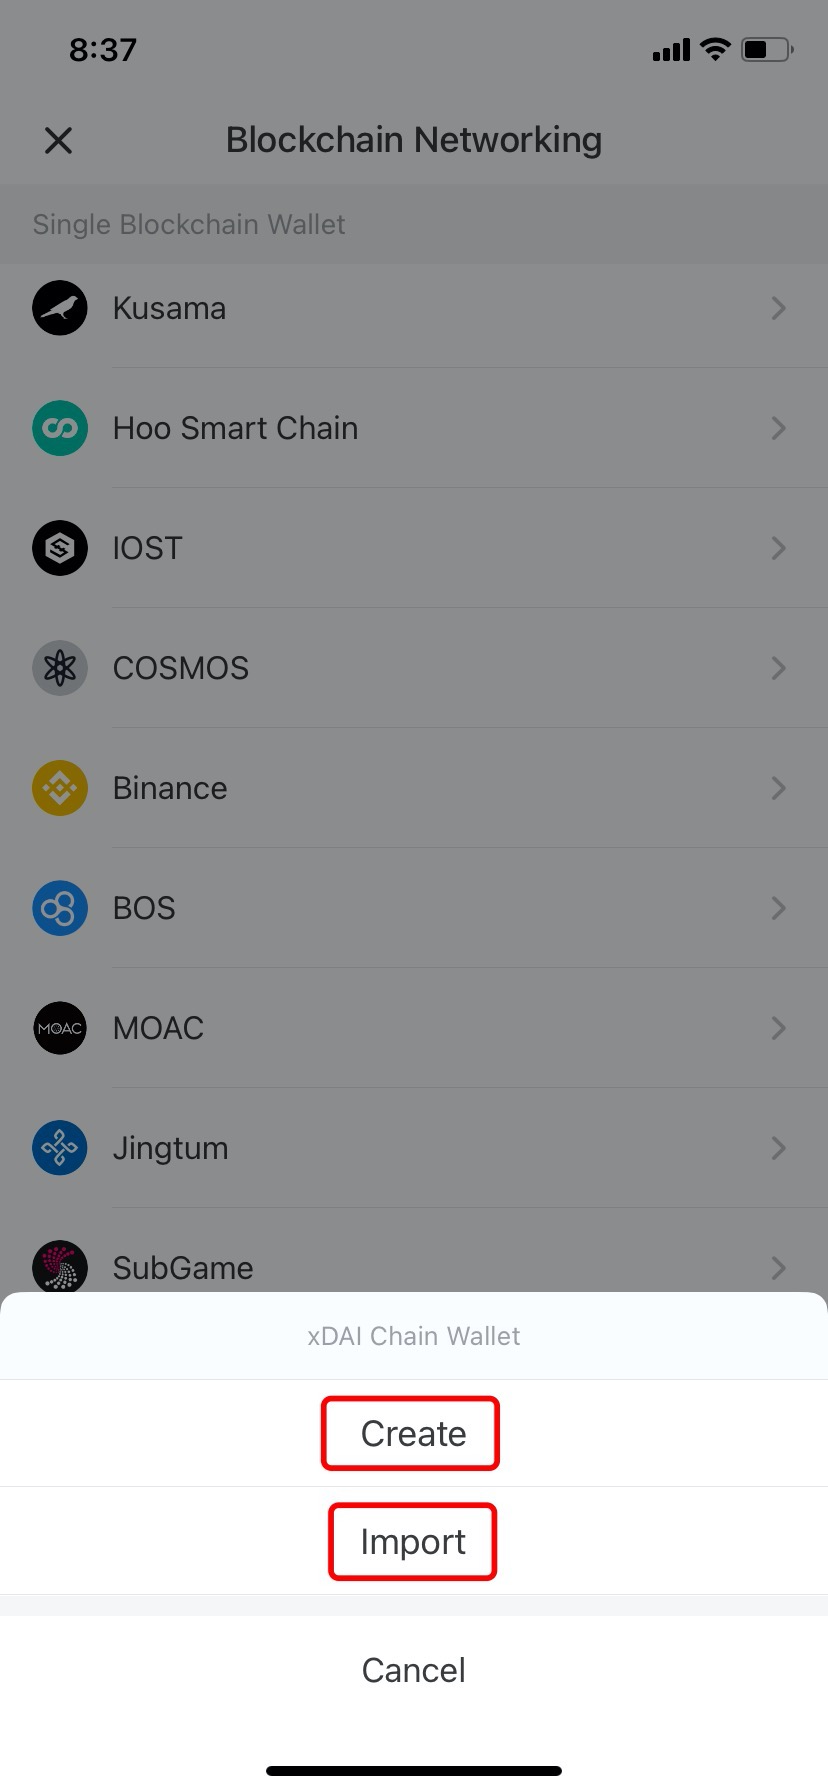 8:37
Blockchain Networking
Single Blockchain Wallet
Kusama
Hoo Smart Chain
IOST
COSMOS
Binance
BOS
MOAC
MOAC
Jingtum
SubGame
xDAI Chain Wallet
Create
Import
Cancel